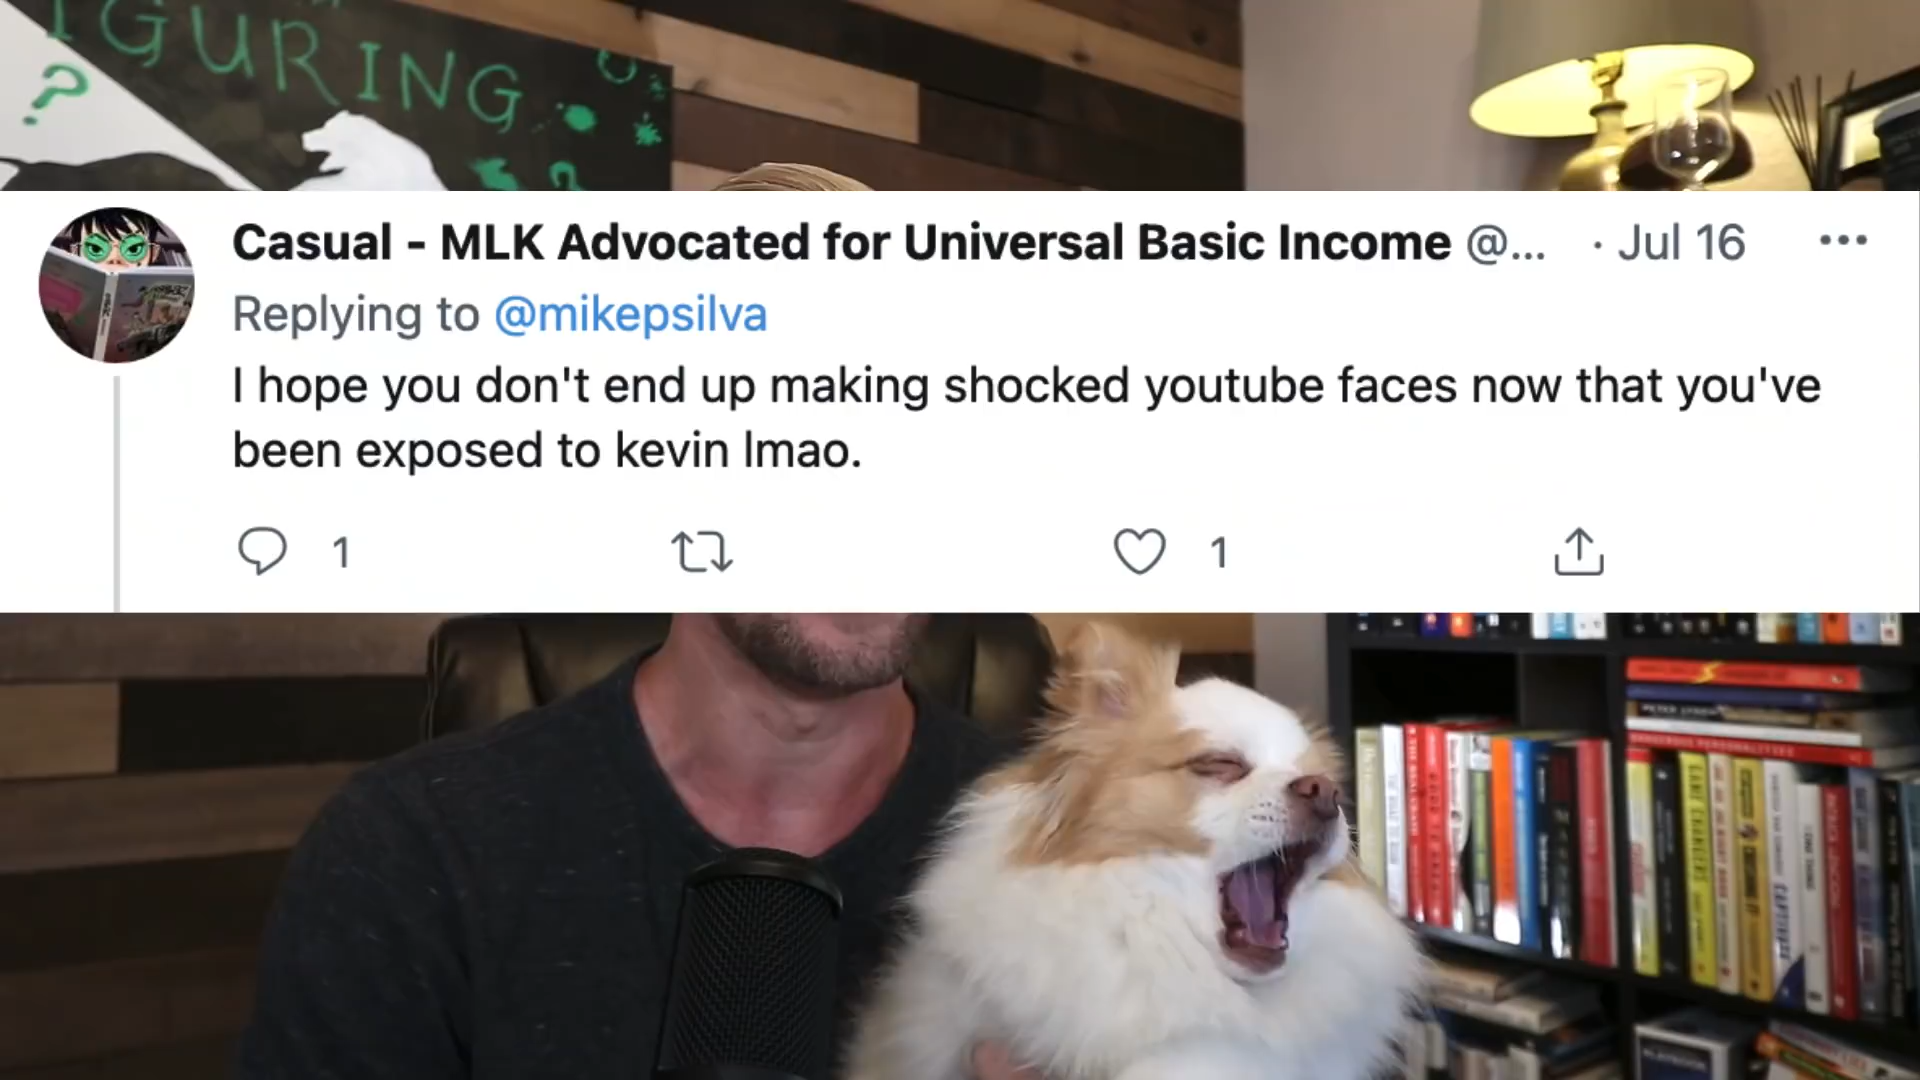 IGURING
?
Casual - MLK Advocated for Universal Basic Income @... · Jul 16
Replying to @mikepsilva
I hope you don't end up making shocked youtube faces now that you've
been exposed to kevin lmao.
1 1